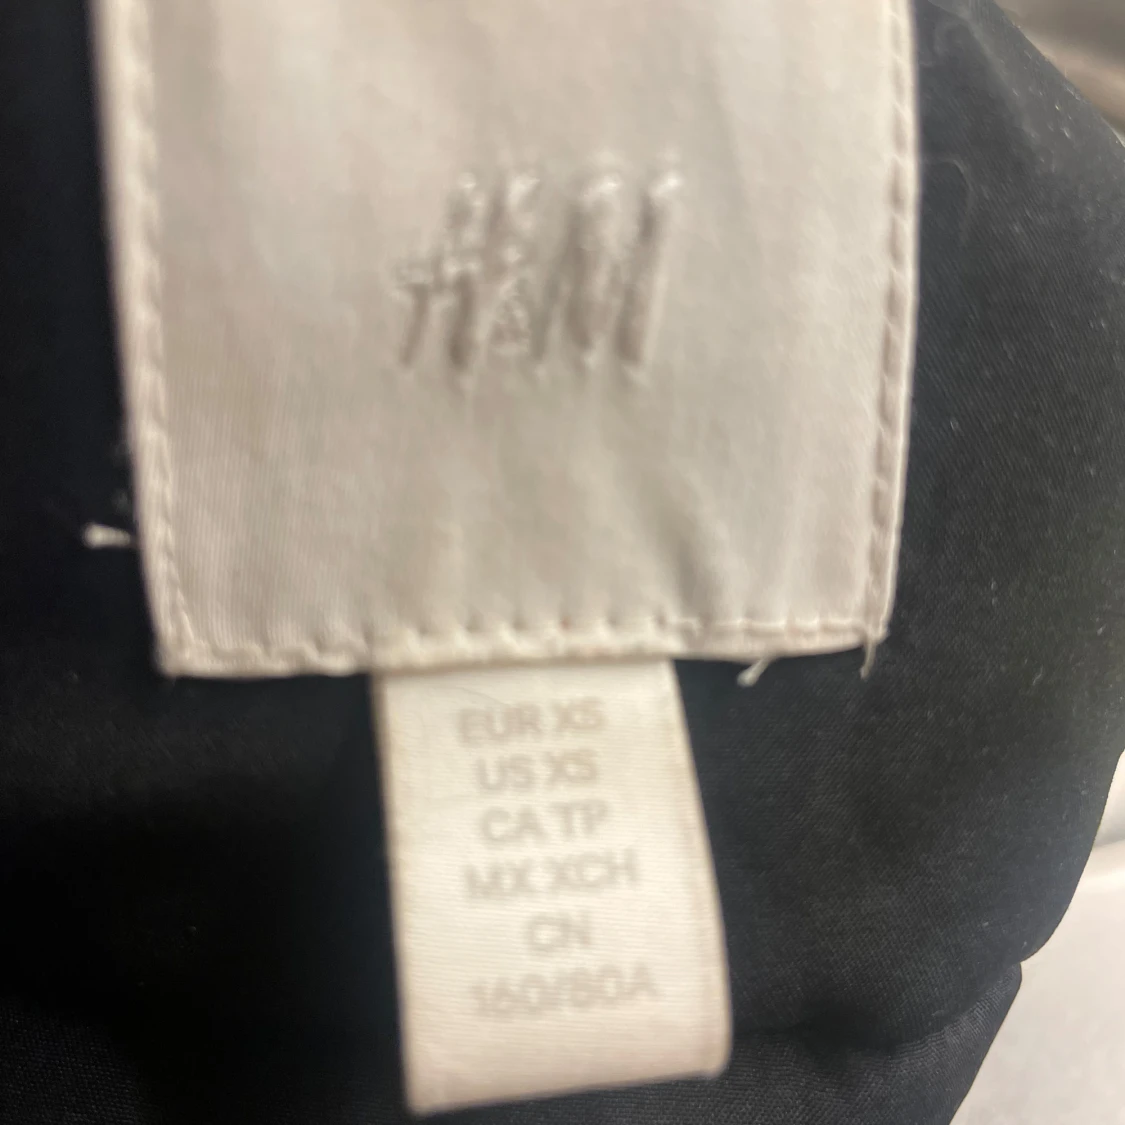 H&M
EUR XS
US XS
CA TP
MX XCH
CN
160/80A